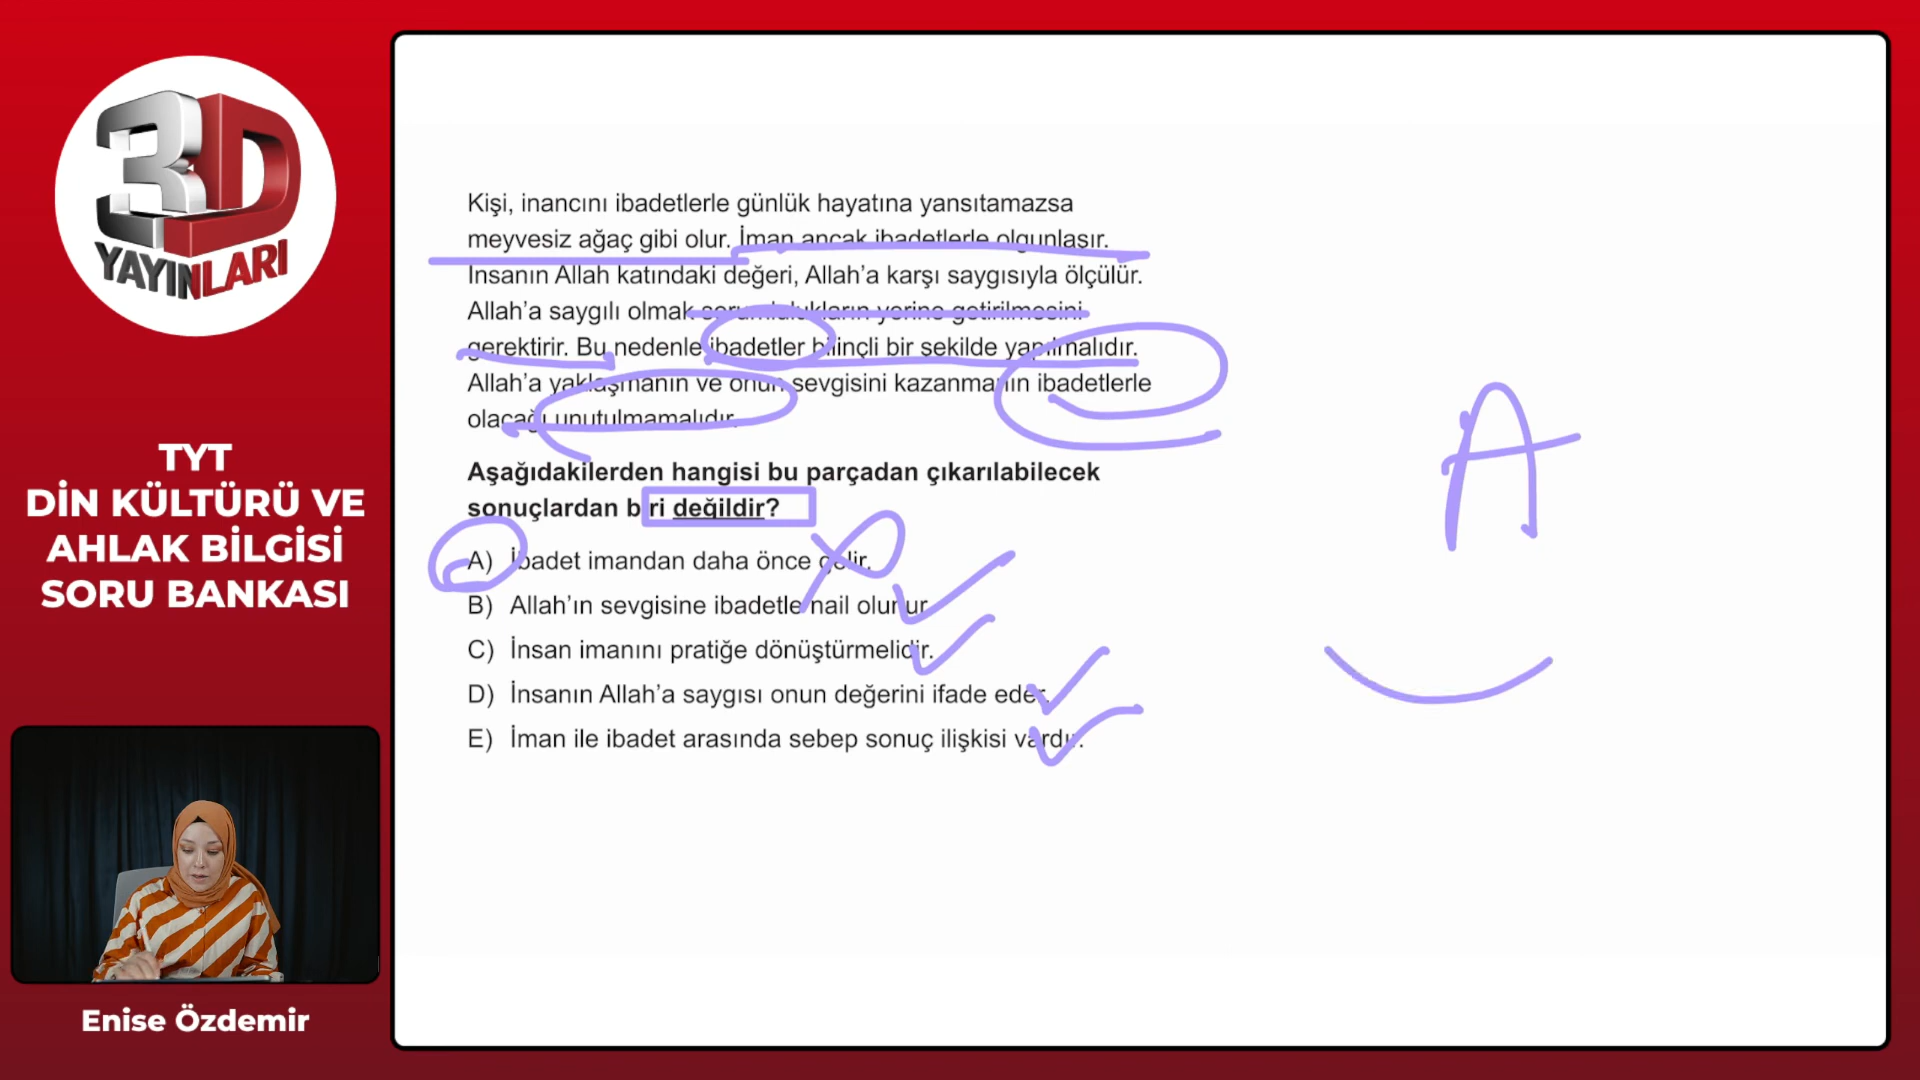 3D
YAYINLARI
TYT
DİN KÜLTÜRÜ VE
AHLAK BİLGİSİ
SORU BANKASI
Enise Özdemir
Kişi, inancını ibadetlerle günlük hayatına yansıtamazsa
meyvesiz ağaç gibi olur. İman ancak ibadetlerle olgunlaşır.
İnsanın Allah katındaki değeri, Allah'a karşı saygısıyla ölçülür.
Allah'a saygılı olmak sorumlulukların yerine getirilmesini
gerektirir. Bu nedenle ibadetler bilinçli bir şekilde yapılmalıdır.
Allah'a yaklaşmanın ve onun sevgisini kazanmanın ibadetlerle
olacağı unutulmamalıdır.
Aşağıdakilerden hangisi bu parçadan çıkarılabilecek
sonuçlardan biri değildir?
A) İbadet imandan daha önce gelir.
B) Allah'ın sevgisine ibadetle nail olunur.
C) İnsan imanını pratiğe dönüştürmelidir.
D) İnsanın Allah'a saygısı onun değerini ifade eder.
E) İman ile ibadet arasında sebep sonuç ilişkisi vardır.
A